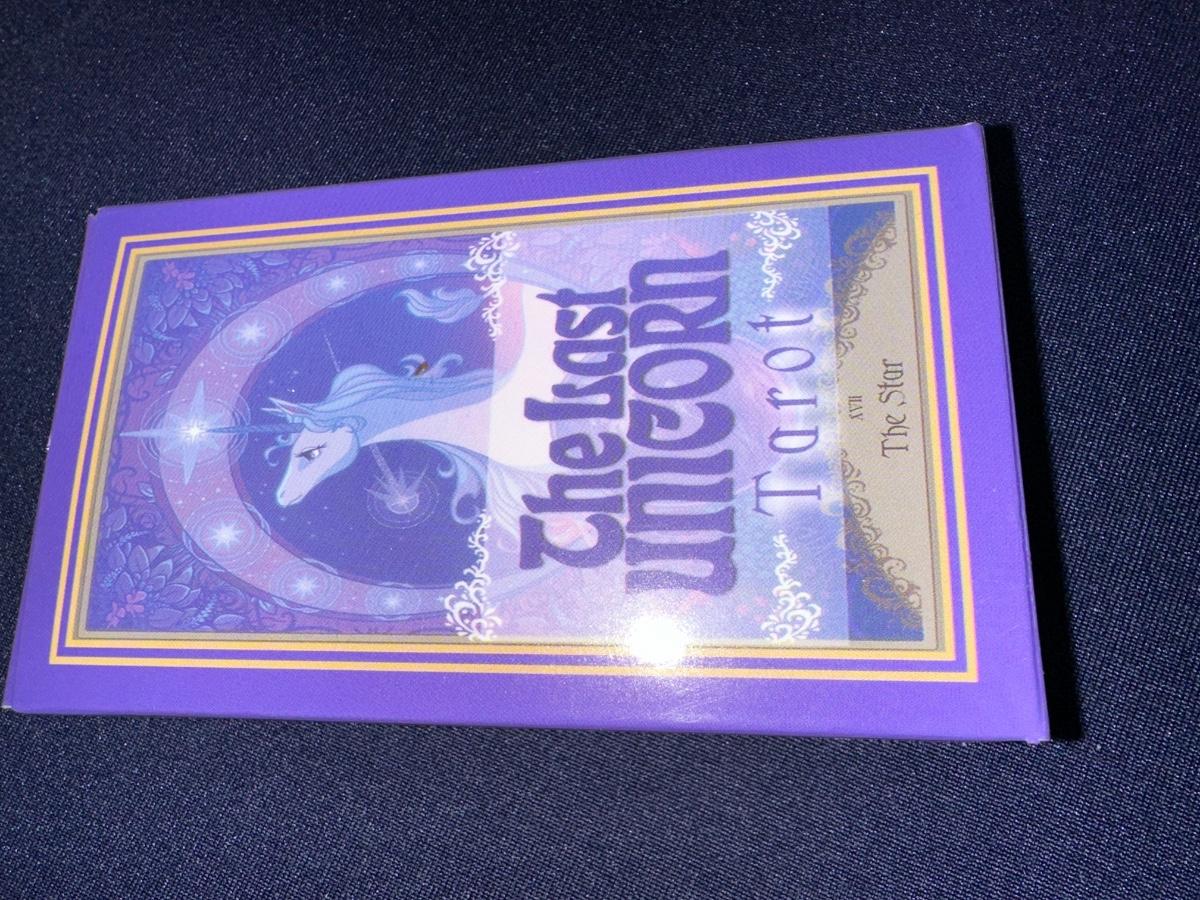 The Last
UNICORN
Tarot
XVII
The Star